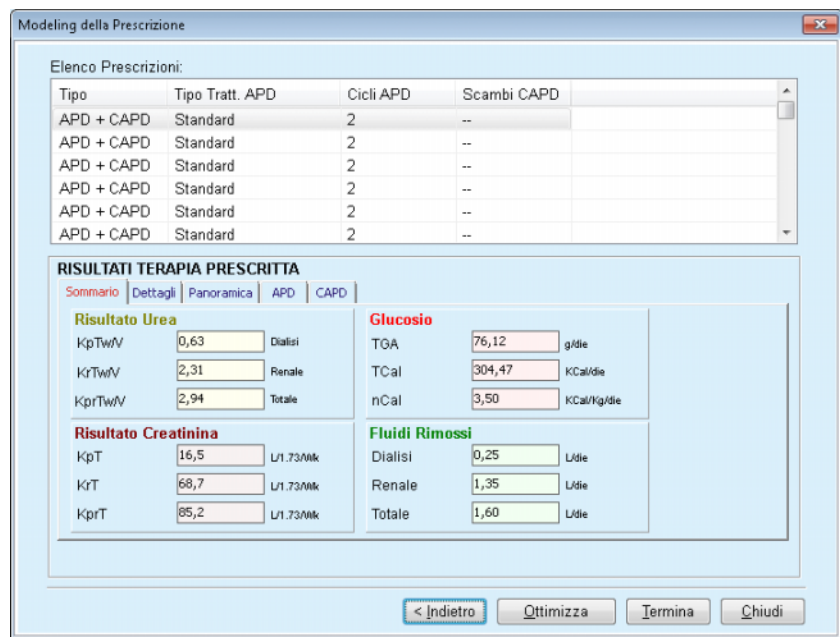 Modeling della Prescrizione
Elenco Prescrizioni:
Tipo Tipo Tratt. APD Cicli APD Scambi CAPD
APD + CAPD Standard 2 --
APD + CAPD Standard 2 --
APD + CAPD Standard 2 --
APD + CAPD Standard 2 --
APD + CAPD Standard 2 --
APD + CAPD Standard 2 --
RISULTATI TERAPIA PRESCRITTA
Sommario Dettagli Panoramica APD CAPD
Risultato Urea
KpTw/V 0,63 Dialisi
KrTw/V 2,31 Renale
KprTw/V 2,94 Totale
Glucosio
TGA 76,12 g/die
TCal 304,47 KCal/die
nCal 3,50 KCal/Kg/die
Risultato Creatinina
KpT 16,5 L/1.73/Wk
KrT 68,7 L/1.73/Wk
KprT 85,2 L/1.73/Wk
Fluidi Rimossi
Dialisi 0,25 L/die
Renale 1,35 L/die
Totale 1,60 L/die
< Indietro Ottimizza Termina Chiudi